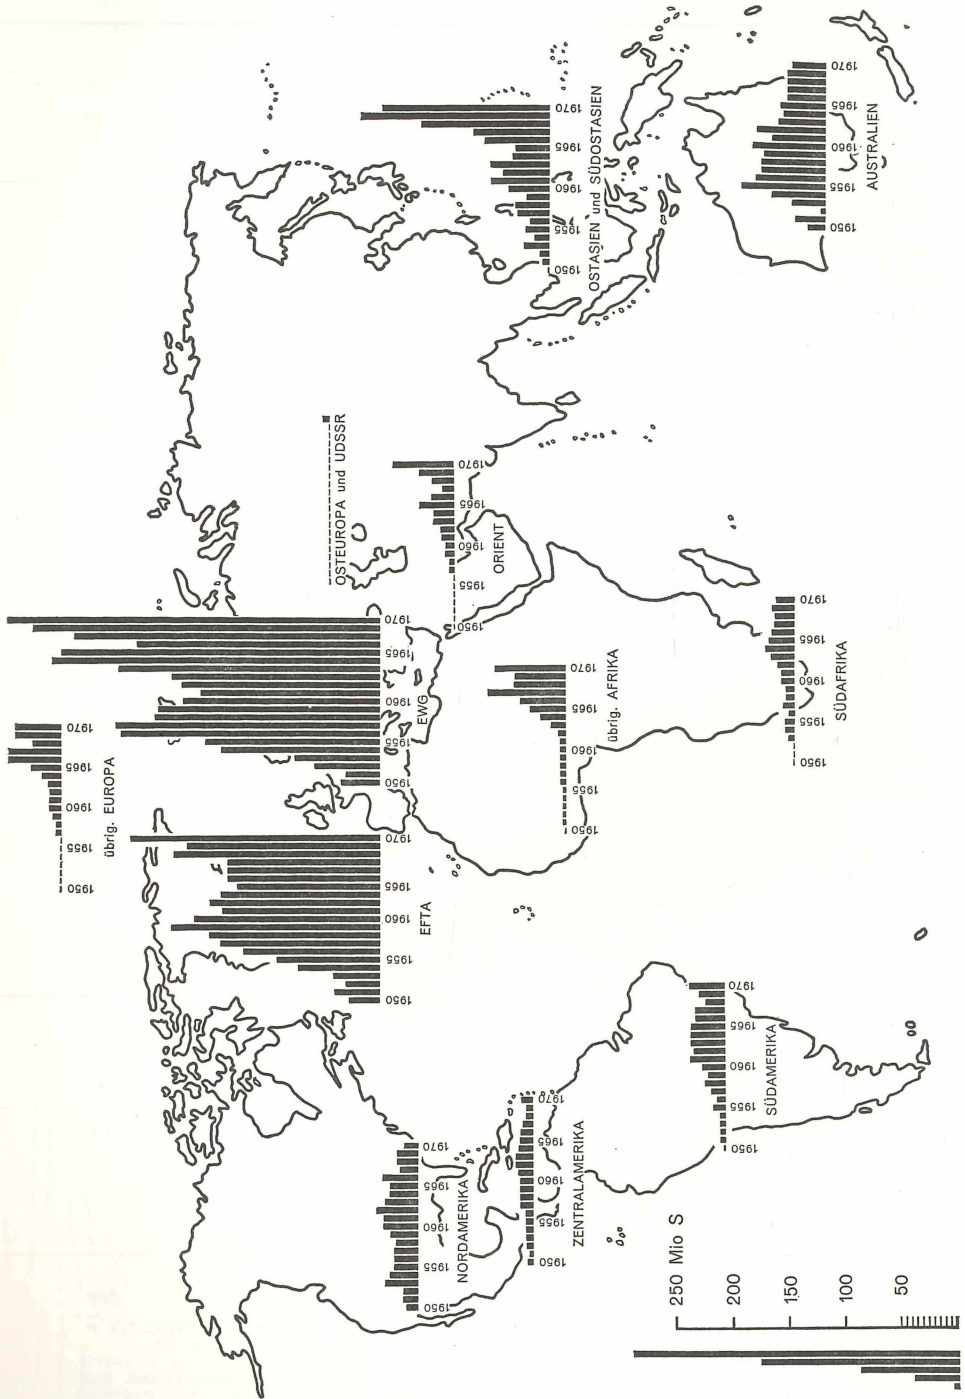 1950 1955 1960 1965 1970
übrig. EUROPA
1950 1955 1960 1965 1970
EFTA
1950 1955 1960 1965 1970
EWG
OSTEUROPA und UDSSR
1950 1955 1960 1965 1970
ORIENT
1950 1955 1960 1965 1970
OSTASIEN und SÜDOSTASIEN
1950 1955 1960 1965 1970
NORDAMERIKA
1950 1955 1960 1965 1970
ZENTRALAMERIKA
1950 1955 1960 1965 1970
übrig. AFRIKA
1950 1955 1960 1965 1970
SÜDAMERIKA
1950 1955 1960 1965 1970
SÜDAFRIKA
1950 1955 1960 1965 1970
AUSTRALIEN
250 Mio S
200
150
100
50